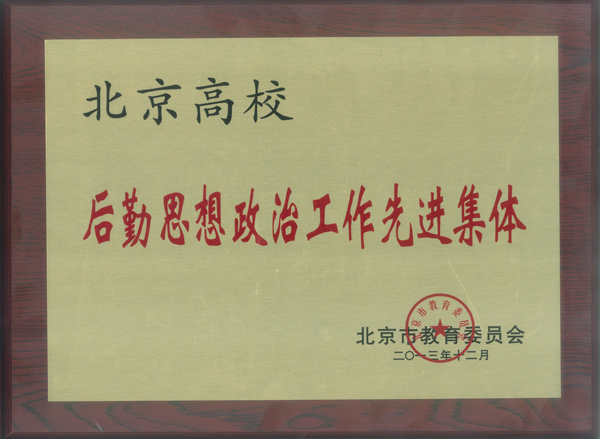 北京高校
后勤思想政治工作先进集体
北京市教育委员会
二〇一三年十二月